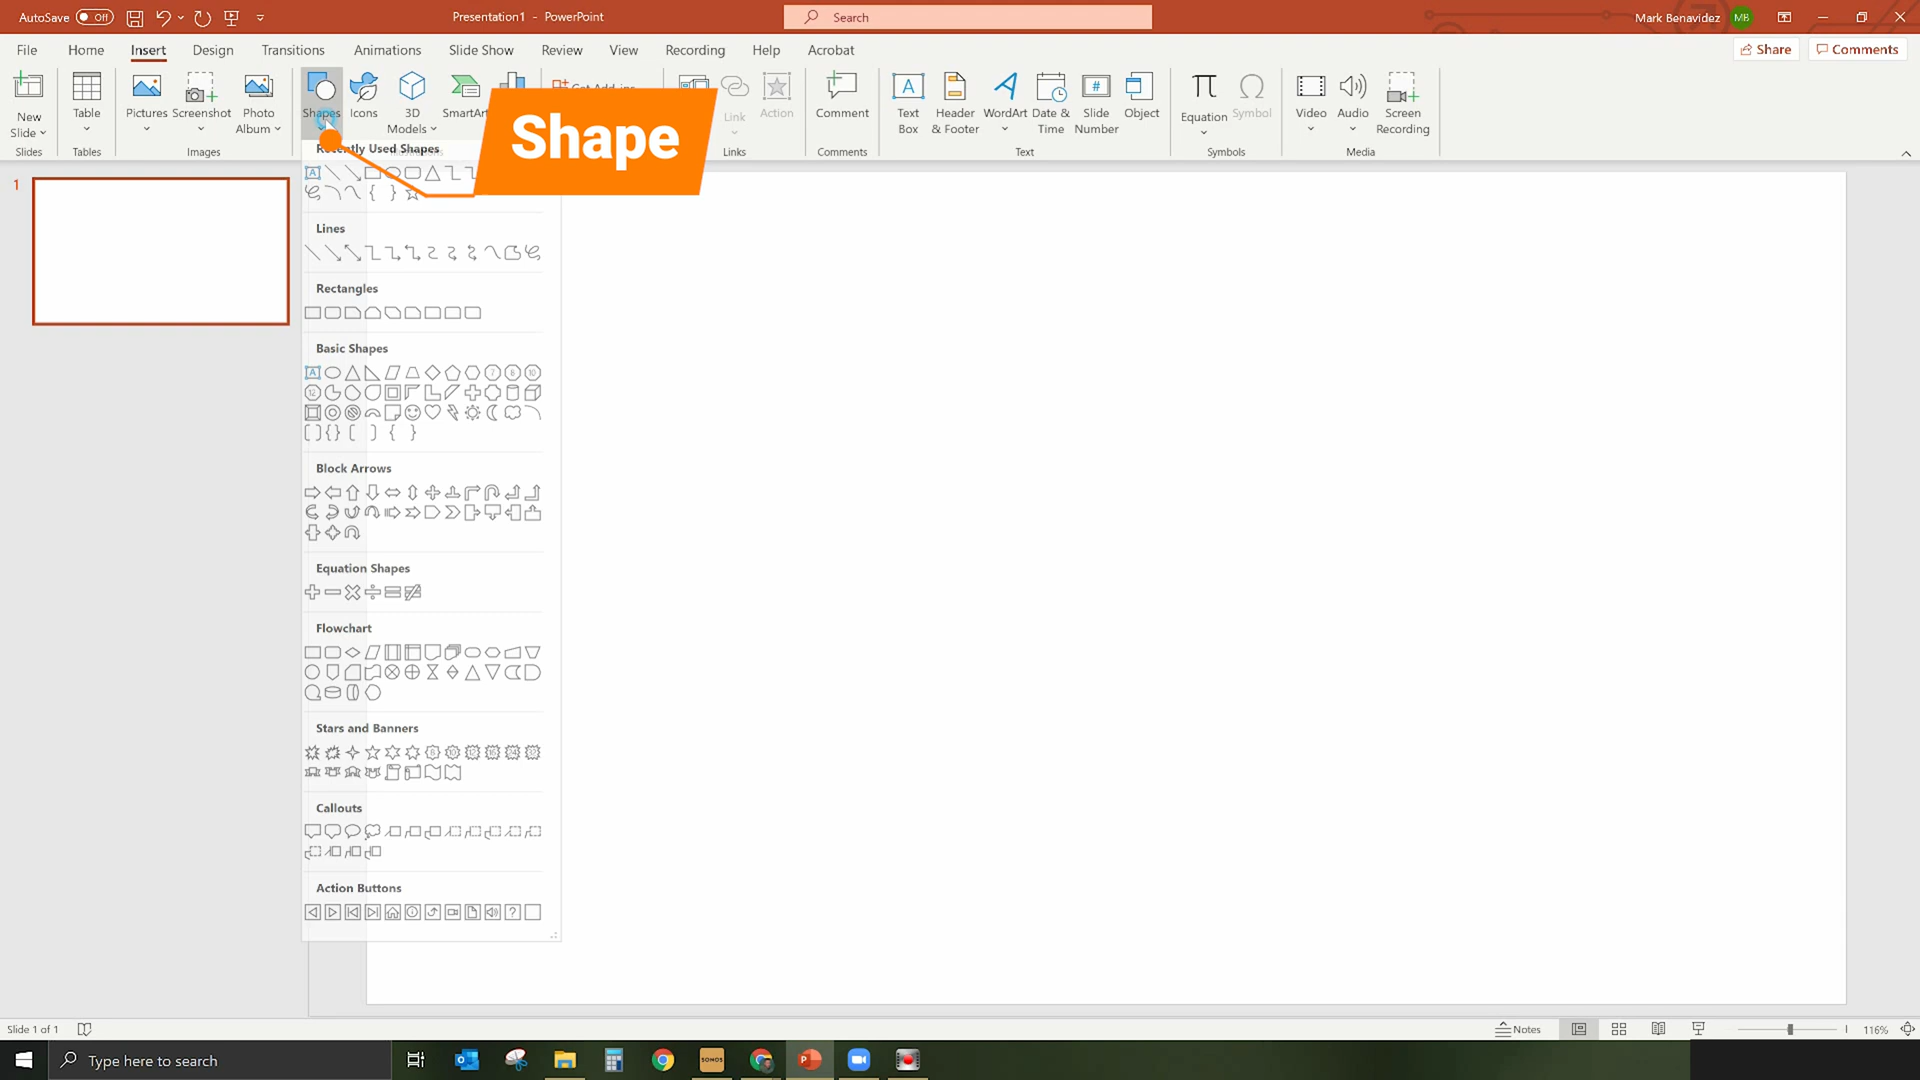 AutoSave Off
Presentation1 - PowerPoint
Search
Mark Benavidez MB
File Home Insert Design Transitions Animations Slide Show Review View Recording Help Acrobat
Share Comments
New Slide
Table
Pictures
Screenshot
Photo Album
Shapes
Icons
3D Models
SmartArt
Link
Action
Comment
Text Box
Header & Footer
WordArt
Date & Time
Slide Number
Object
Equation
Symbol
Video
Audio
Screen Recording
Slides Tables Images Links Comments Text Symbols Media
Shape
Recently Used Shapes
Lines
Rectangles
Basic Shapes
Block Arrows
Equation Shapes
Flowchart
Stars and Banners
Callouts
Action Buttons
1
Slide 1 of 1
Notes
116%
Type here to search
SONOS